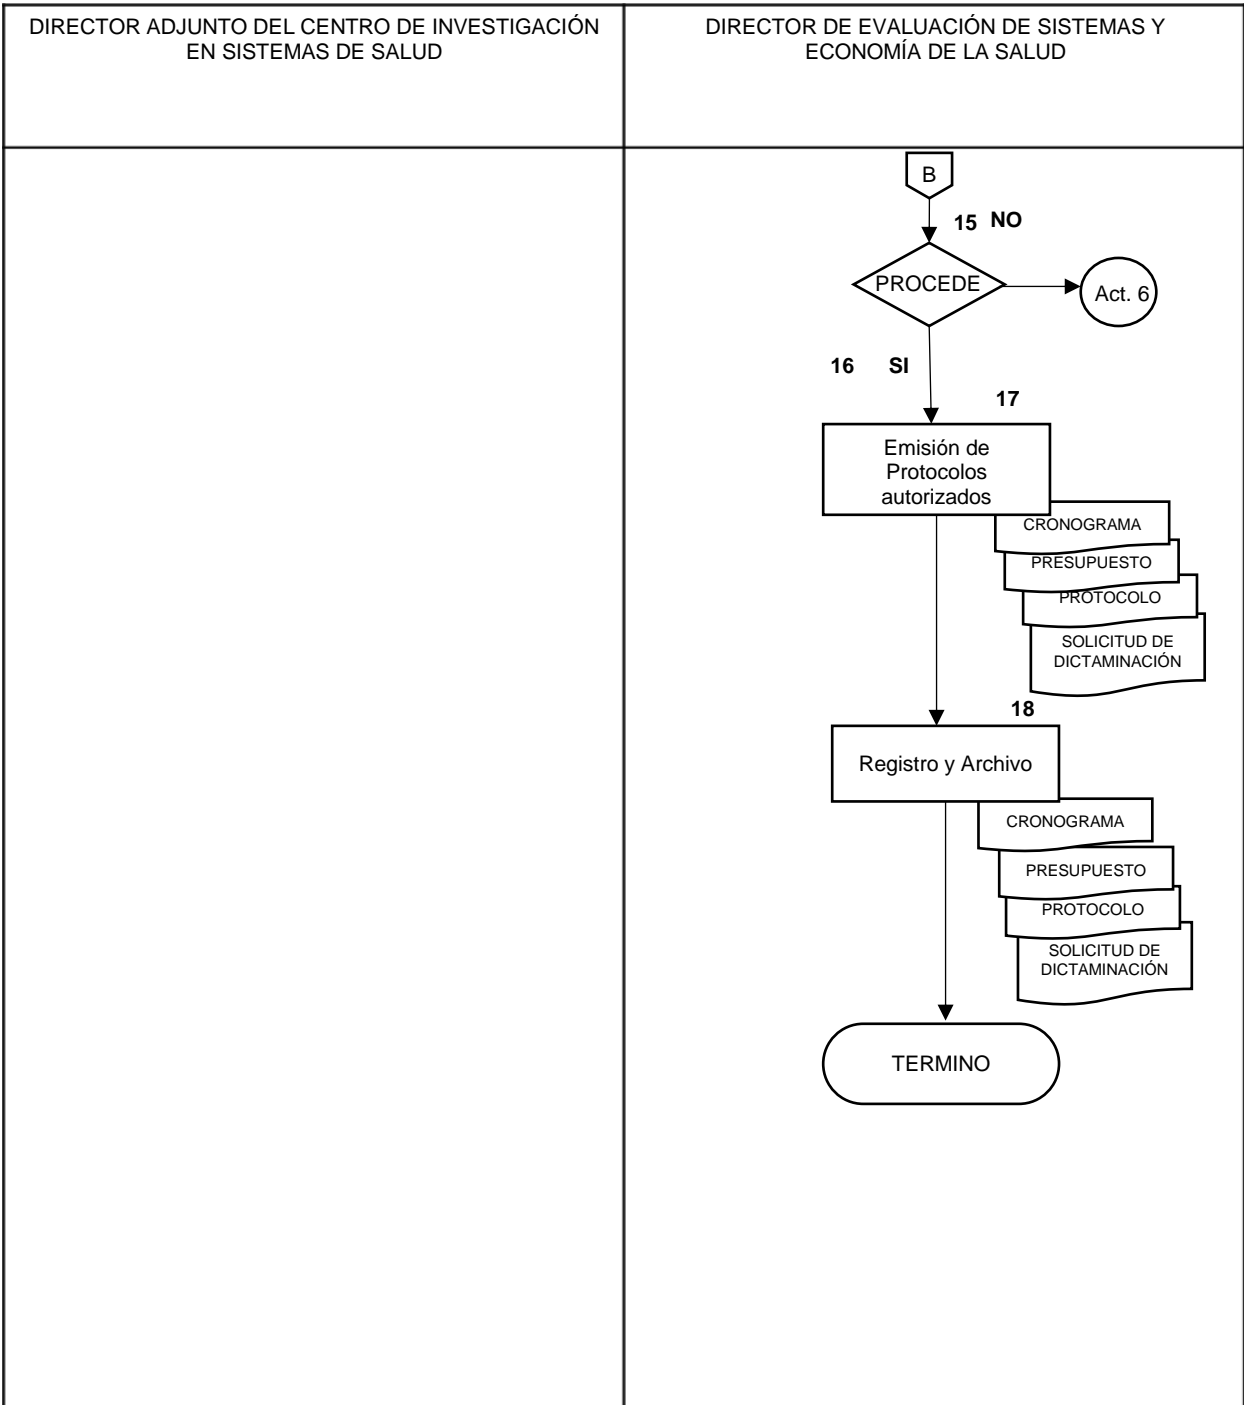 DIRECTOR ADJUNTO DEL CENTRO DE INVESTIGACIÓN
EN SISTEMAS DE SALUD
DIRECTOR DE EVALUACIÓN DE SISTEMAS Y
ECONOMÍA DE LA SALUD
B
15 NO
PROCEDE
Act. 6
16 SI
17
Emisión de
Protocolos
autorizados
CRONOGRAMA
PRESUPUESTO
PROTOCOLO
SOLICITUD DE
DICTAMINACIÓN
18
Registro y Archivo
CRONOGRAMA
PRESUPUESTO
PROTOCOLO
SOLICITUD DE
DICTAMINACIÓN
TERMINO